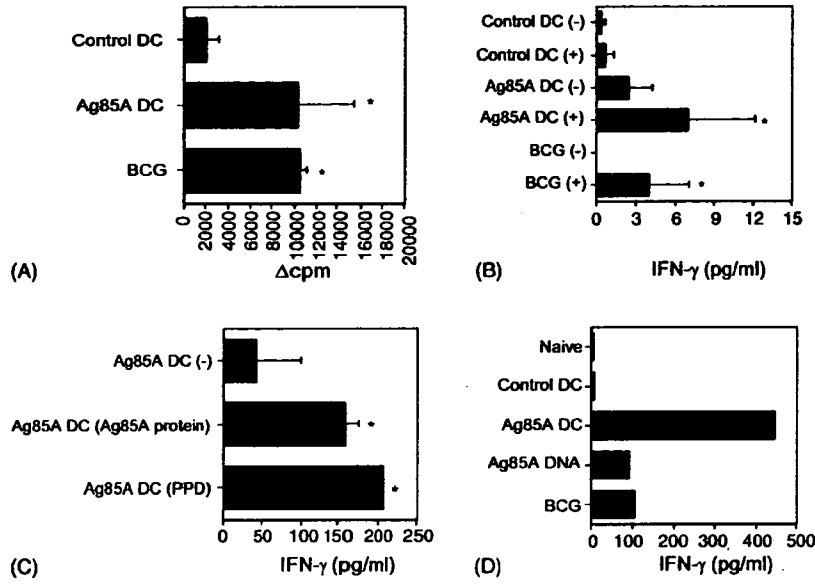 Control DC
Ag85A DC
*
BCG
*
0
2000
4000
6000
8000
10000
12000
14000
16000
18000
20000
Δcpm
(A)
Control DC (-)
Control DC (+)
Ag85A DC (-)
Ag85A DC (+)
*
BCG (-)
BCG (+)
*
0 3 6 9 12 15
IFN-γ (pg/ml)
(B)
Ag85A DC (-)
Ag85A DC (Ag85A protein)
*
Ag85A DC (PPD)
*
0 50 100 150 200 250
IFN-γ (pg/ml)
(C)
Naive
Control DC
Ag85A DC
Ag85A DNA
BCG
0 100 200 300 400 500
IFN-γ (pg/ml)
(D)